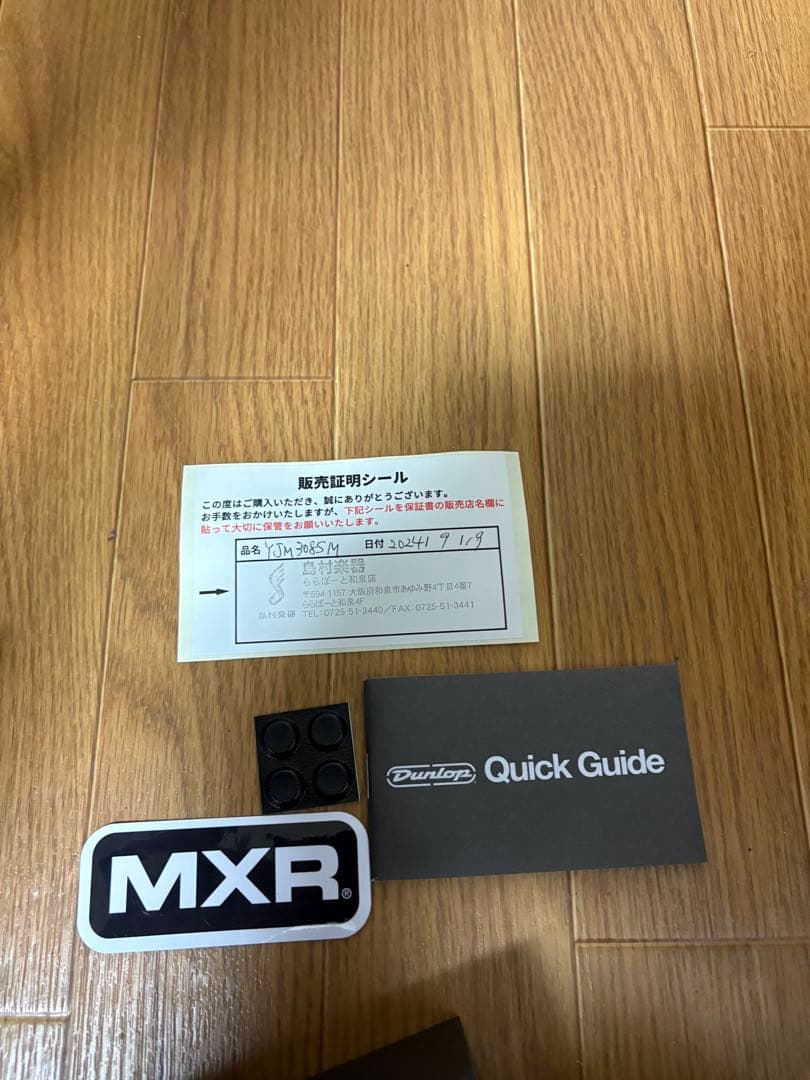 販売証明シール
この度はご購入いただき、誠にありがとうございます。
お手数をおかけいたしますが、下記シールを保証書の販売店名欄に
貼って大切に保管をお願いいたします。
品名 YJM308SM 日付 2024/ 9 1/9
島村楽器
ららぽーと和泉店
〒594-1157 大阪府和泉市あゆみ野4丁目4番7
ららぽーと和泉4F
島村楽器 TEL:0725-51-3440/FAX:0725-51-3441
Dunlop Quick Guide
MXR®